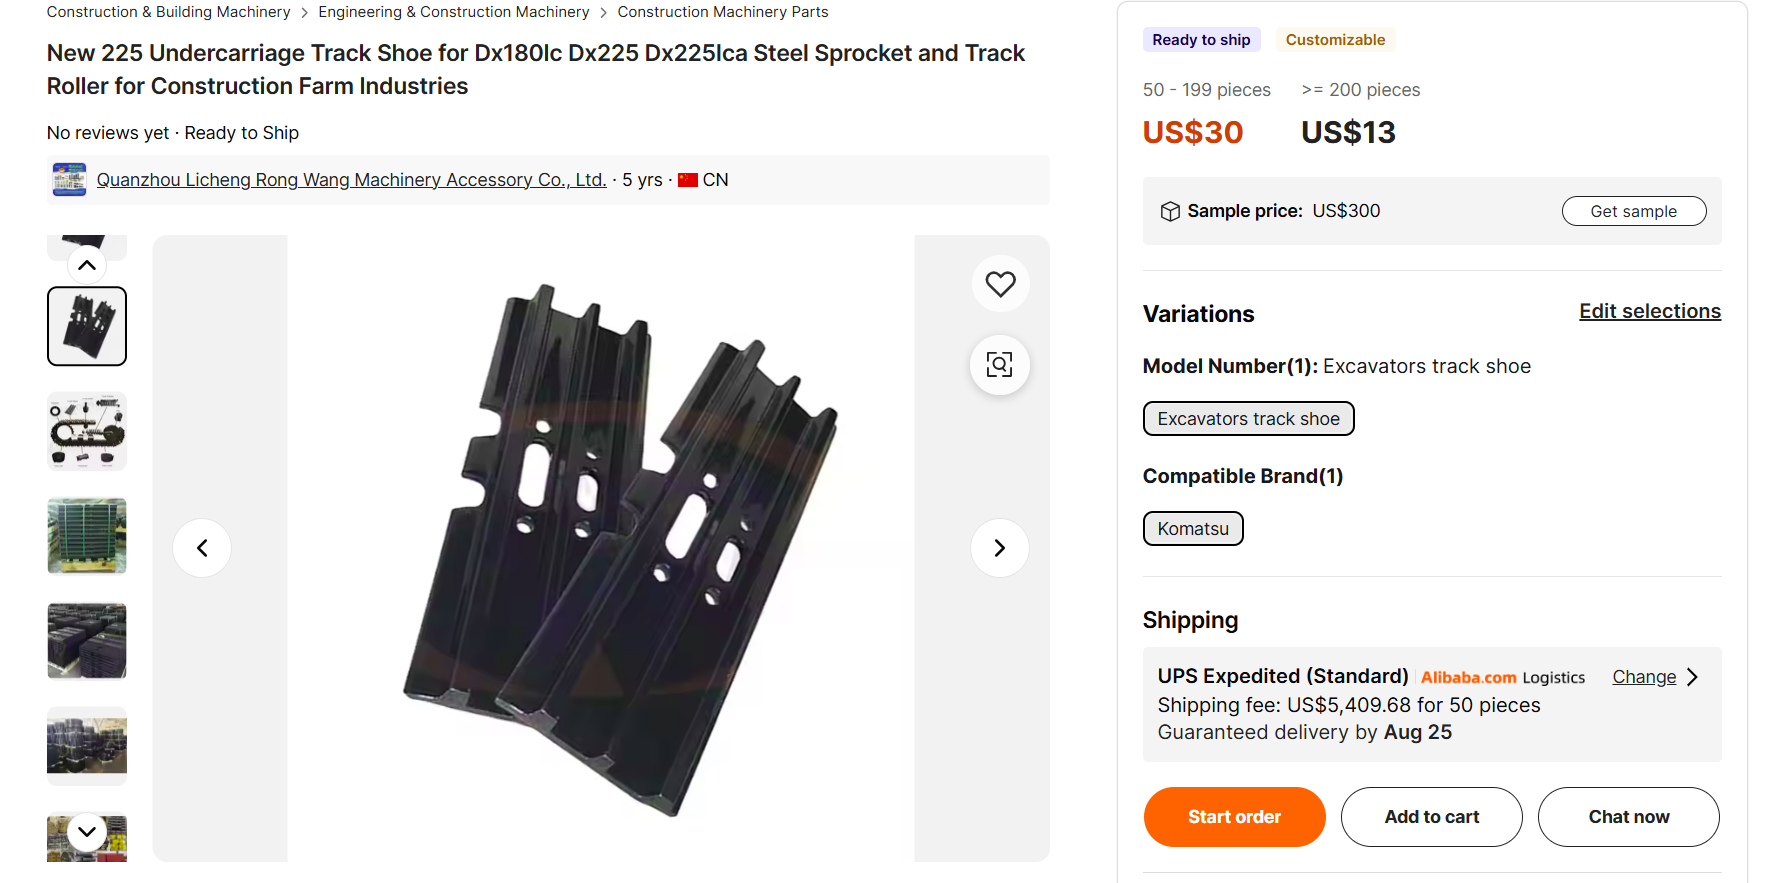 Construction & Building Machinery > Engineering & Construction Machinery > Construction Machinery Parts
New 225 Undercarriage Track Shoe for Dx180lc Dx225 Dx225lca Steel Sprocket and Track
Roller for Construction Farm Industries
No reviews yet · Ready to Ship
Quanzhou Licheng Rong Wang Machinery Accessory Co., Ltd. · 5 yrs · CN
Ready to ship Customizable
50 - 199 pieces >= 200 pieces
US$30 US$13
Sample price: US$300 Get sample
Variations Edit selections
Model Number(1): Excavators track shoe
Excavators track shoe
Compatible Brand(1)
Komatsu
Shipping
UPS Expedited (Standard) Alibaba.com Logistics Change
Shipping fee: US$5,409.68 for 50 pieces
Guaranteed delivery by Aug 25
Start order Add to cart Chat now